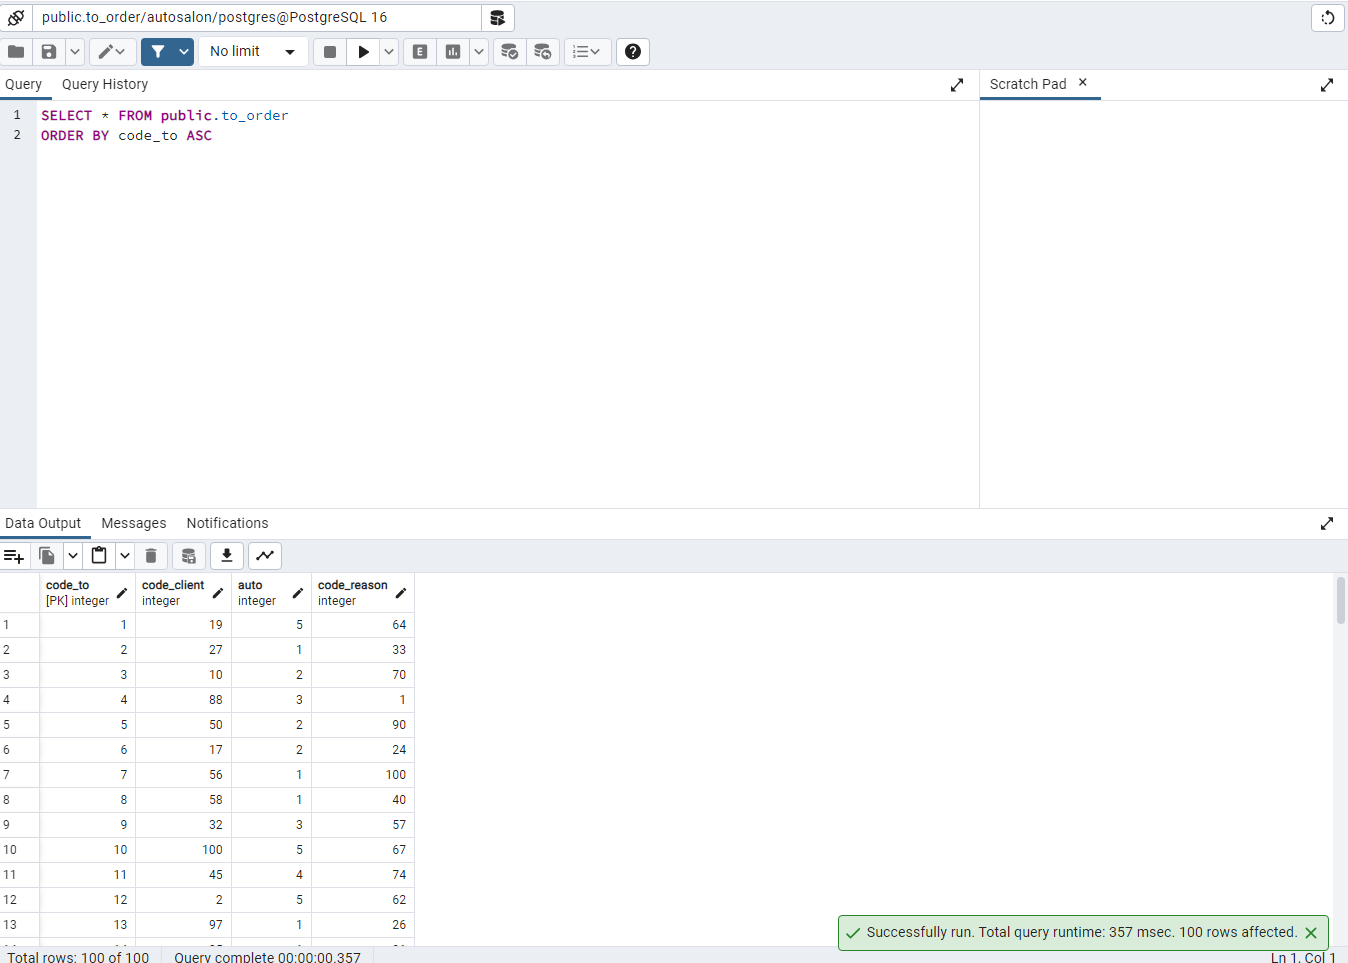 public.to_order/autosalon/postgres@PostgreSQL 16
No limit
E
Query Query History
Scratch Pad
1 SELECT * FROM public.to_order
2 ORDER BY code_to ASC
Data Output Messages Notifications
code_to code_client auto code_reason
[PK] integer integer integer integer
1 1 19 5 64
2 2 27 1 33
3 3 10 2 70
4 4 88 3 1
5 5 50 2 90
6 6 17 2 24
7 7 56 1 100
8 8 58 1 40
9 9 32 3 57
10 10 100 5 67
11 11 45 4 74
12 12 2 5 62
13 13 97 1 26
Successfully run. Total query runtime: 357 msec. 100 rows affected.
Total rows: 100 of 100 Query complete 00:00:00.357 Ln 1, Col 1